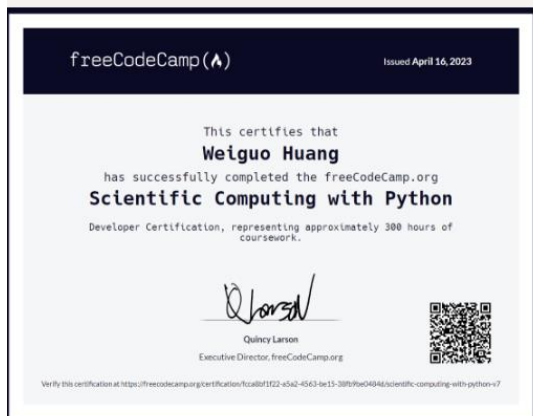 freeCodeCamp(🔥)
Issued April 16, 2023
This certifies that
Weiguo Huang
has successfully completed the freeCodeCamp.org
Scientific Computing with Python
Developer Certification, representing approximately 300 hours of
coursework.
Quincy Larson
Executive Director, freeCodeCamp.org
Verify this certification at